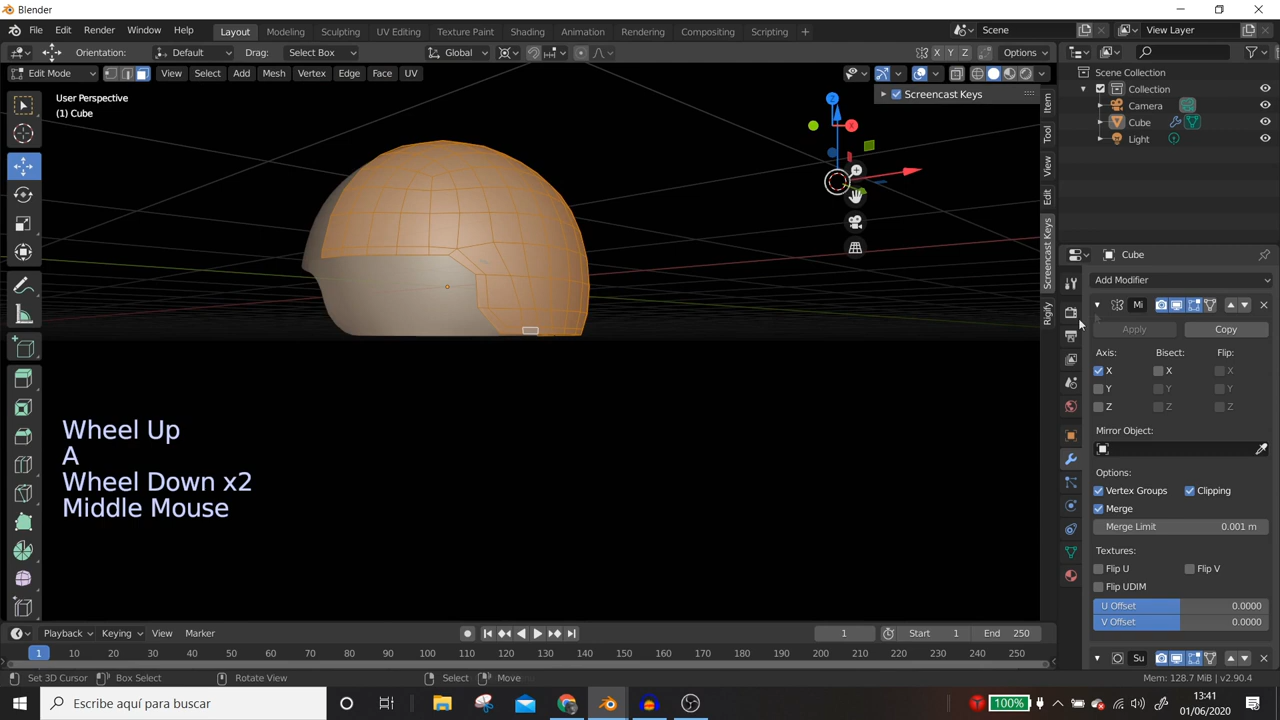 Blender
File Edit Render Window Help Layout Modeling Sculpting UV Editing Texture Paint Shading Animation Rendering Compositing Scripting + Scene View Layer
Orientation: Default Drag: Select Box Global X Y Z Options
Edit Mode View Select Add Mesh Vertex Edge Face UV
Scene Collection
Collection
Camera
Cube
Light
User Perspective
(1) Cube
Screencast Keys
Z
Item
Tool
View
Edit
Screencast Keys
Rigify
Cube
Add Modifier
Mi
Apply Copy
Axis: Bisect: Flip:
X X X
Y Y Y
Z Z Z
Mirror Object:
Options:
Vertex Groups Clipping
Merge
Merge Limit 0.001 m
Textures:
Flip U Flip V
Flip UDIM
U Offset 0.0000
V Offset 0.0000
Su
Wheel Up
A
Wheel Down x2
Middle Mouse
Playback Keying View Marker 1 Start 1 End 250
1 10 20 30 40 50 60 70 80 90 100 110 120 130 140 150 160 170 180 190 200 210 220 230 240 250
Set 3D Cursor Box Select Rotate View Select Move Mem: 128.7 MiB | v2.90.4
Escribe aquí para buscar
100%
13:41
01/06/2020